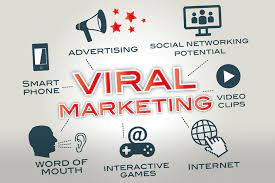 ADVERTISING
SOCIAL NETWORKING
POTENTIAL
SMART
PHONE
VIRAL
MARKETING
VIDEO
CLIPS
WORD OF
MOUTH
INTERACTIVE
GAMES
INTERNET